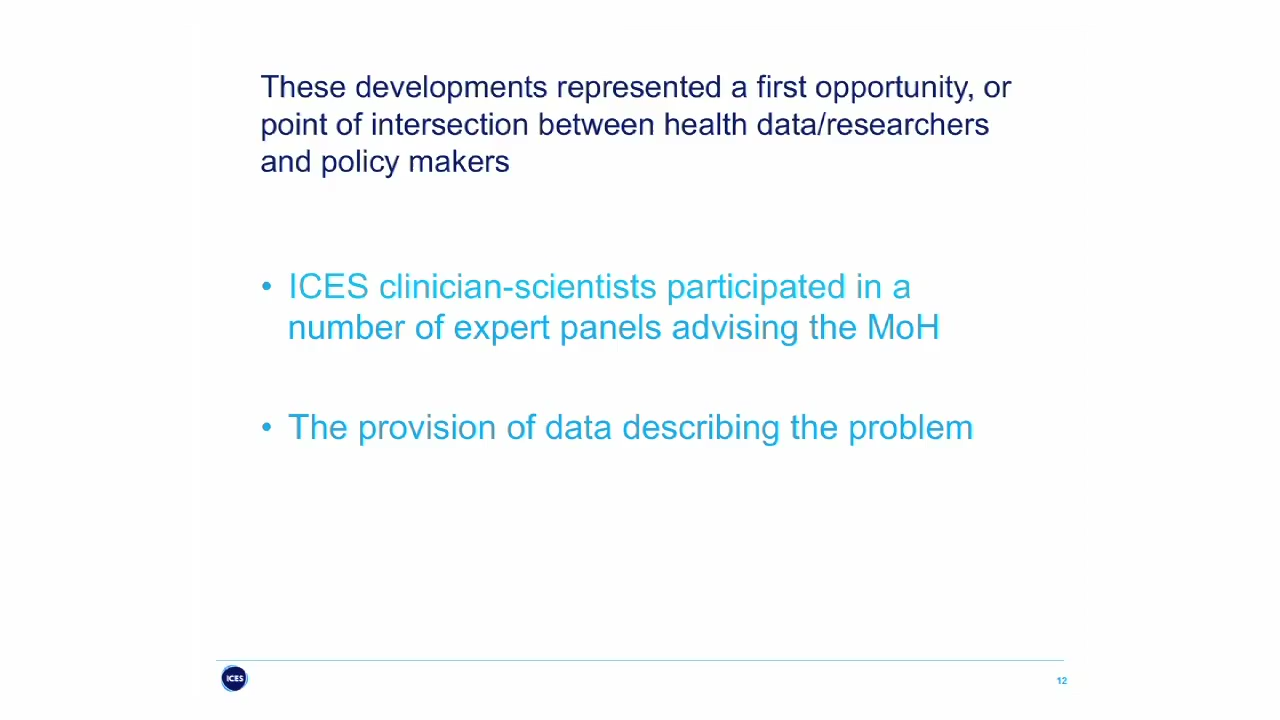 These developments represented a first opportunity, or
point of intersection between health data/researchers
and policy makers
• ICES clinician-scientists participated in a
number of expert panels advising the MoH
• The provision of data describing the problem
ICES
12